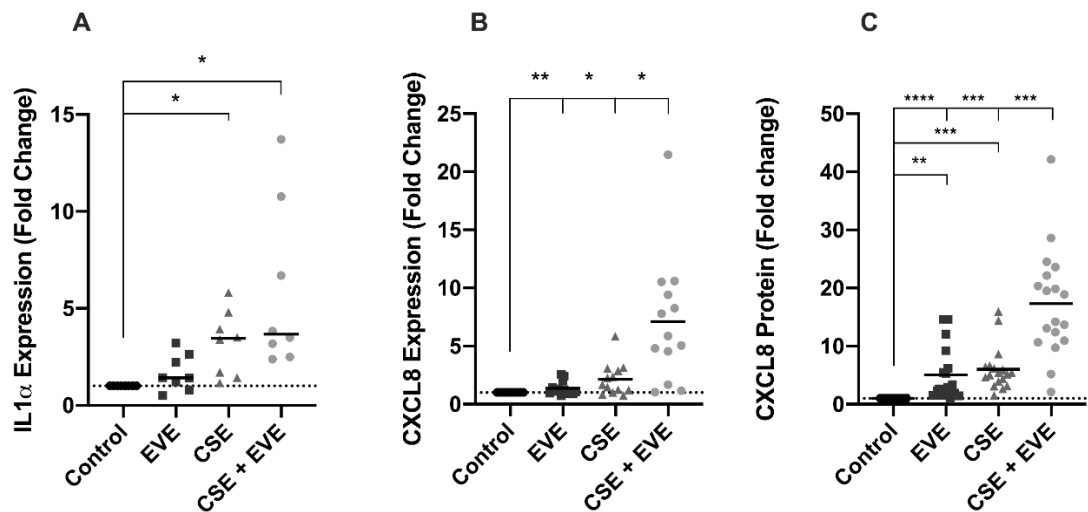 A
*
*
IL1α Expression (Fold Change)
15
10
5
0
Control
EVE
CSE
CSE + EVE
B
** * *
CXCL8 Expression (Fold Change)
25
20
15
10
5
0
Control
EVE
CSE
CSE + EVE
C
**** *** ***
***
**
CXCL8 Protein (Fold change)
50
40
30
20
10
0
Control
EVE
CSE
CSE + EVE